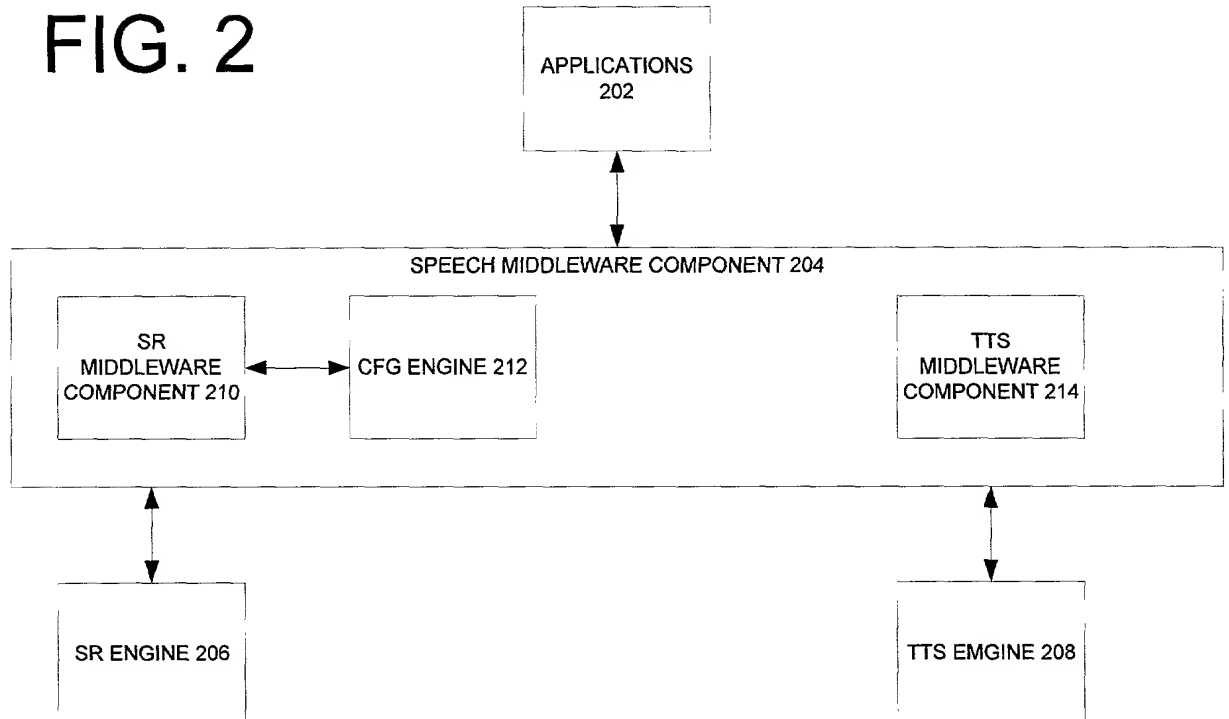 FIG. 2
APPLICATIONS
202
SPEECH MIDDLEWARE COMPONENT 204
SR
MIDDLEWARE
COMPONENT 210
CFG ENGINE 212
TTS
MIDDLEWARE
COMPONENT 214
SR ENGINE 206
TTS EMGINE 208